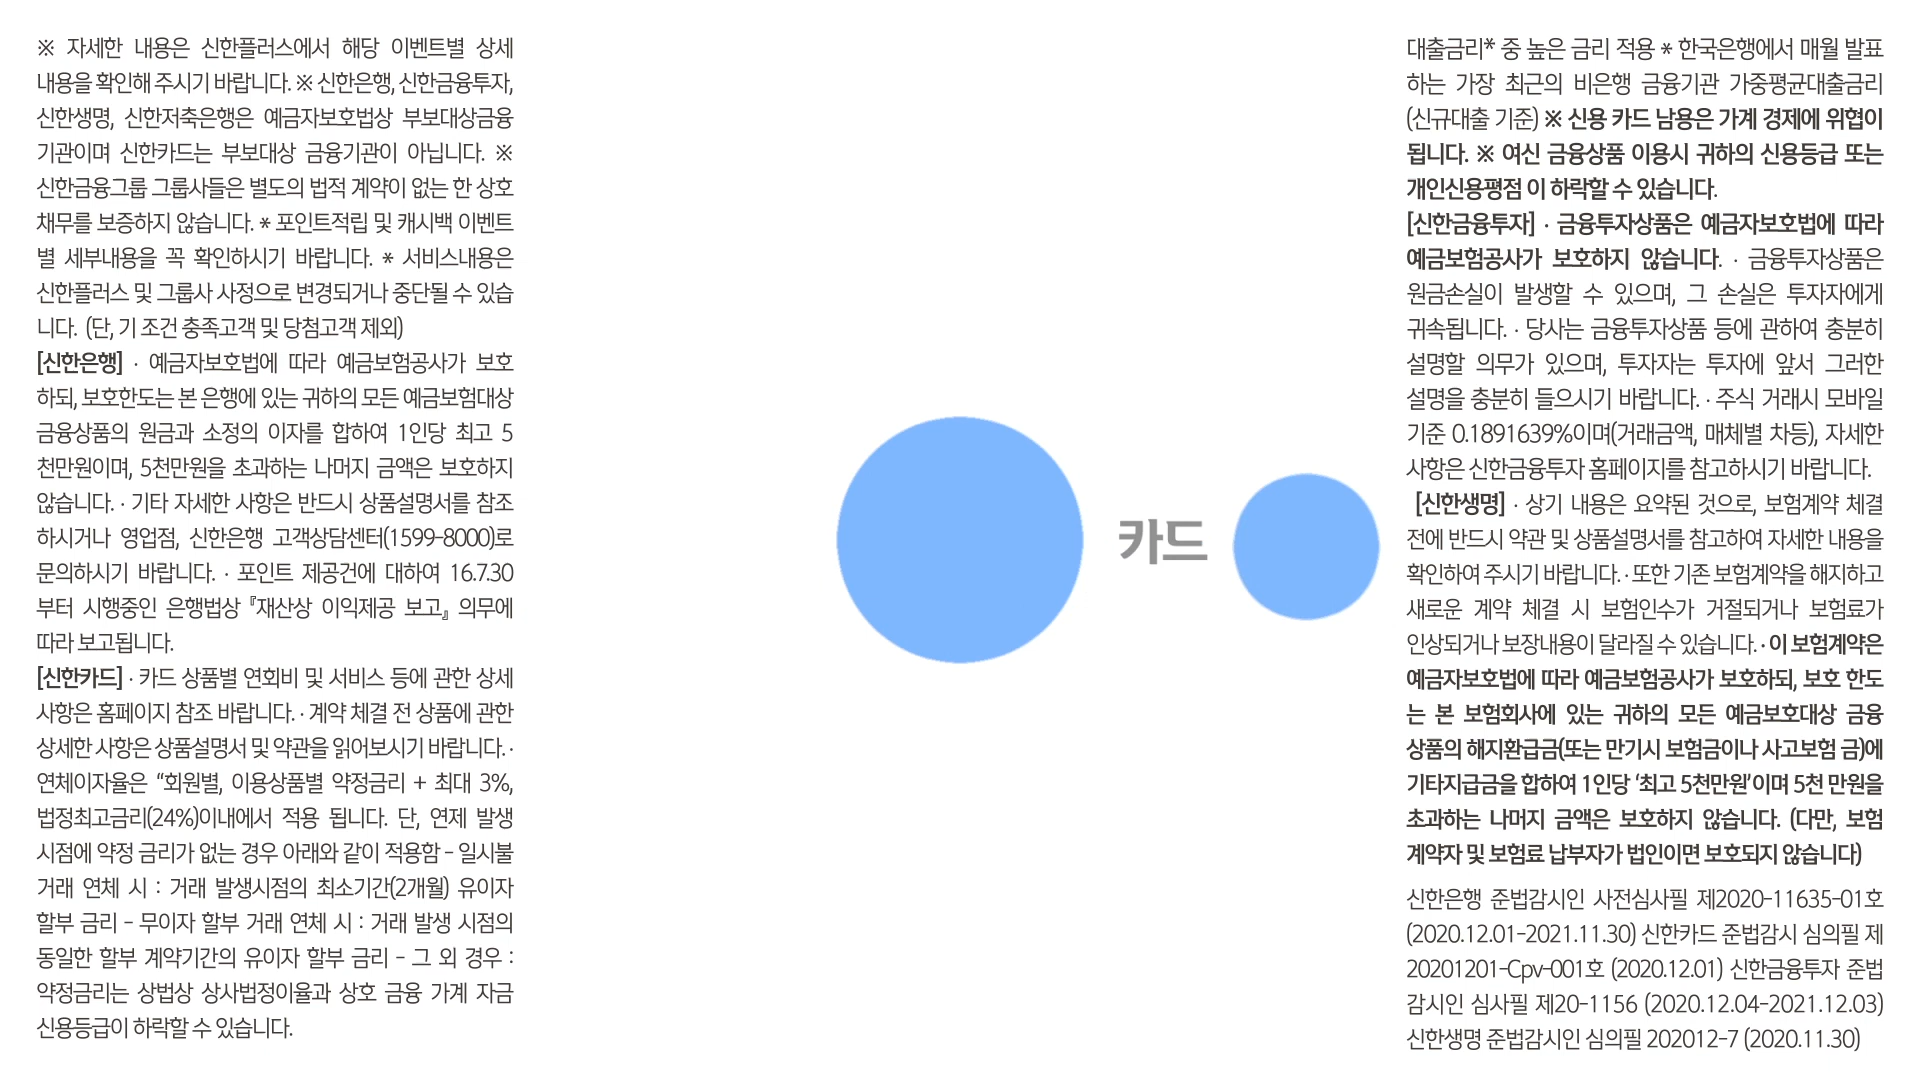 ※ 자세한 내용은 신한플러스에서 해당 이벤트별 상세
내용을 확인해 주시기 바랍니다. ※ 신한은행, 신한금융투자,
신한생명, 신한저축은행은 예금자보호법상 부보대상금융
기관이며 신한카드는 부보대상 금융기관이 아닙니다. ※
신한금융그룹 그룹사들은 별도의 법적 계약이 없는 한 상호
채무를 보증하지 않습니다. * 포인트적립 및 캐시백 이벤트
별 세부내용을 꼭 확인하시기 바랍니다. * 서비스내용은
신한플러스 및 그룹사 사정으로 변경되거나 중단될 수 있습
니다. (단, 기 조건 충족고객 및 당첨고객 제외)
[신한은행] · 예금자보호법에 따라 예금보험공사가 보호
하되, 보호한도는 본 은행에 있는 귀하의 모든 예금보험대상
금융상품의 원금과 소정의 이자를 합하여 1인당 최고 5
천만원이며, 5천만원을 초과하는 나머지 금액은 보호하지
않습니다. · 기타 자세한 사항은 반드시 상품설명서를 참조
하시거나 영업점, 신한은행 고객상담센터(1599-8000)로
문의하시기 바랍니다. · 포인트 제공건에 대하여 16.7.30
부터 시행중인 은행법상 『재산상 이익제공 보고』 의무에
따라 보고됩니다.
[신한카드] · 카드 상품별 연회비 및 서비스 등에 관한 상세
사항은 홈페이지 참조 바랍니다. · 계약 체결 전 상품에 관한
상세한 사항은 상품설명서 및 약관을 읽어보시기 바랍니다. ·
연체이자율은 “회원별, 이용상품별 약정금리 + 최대 3%,
법정최고금리(24%)이내에서 적용 됩니다. 단, 연제 발생
시점에 약정 금리가 없는 경우 아래와 같이 적용함 - 일시불
거래 연체 시 : 거래 발생시점의 최소기간(2개월) 유이자
할부 금리 - 무이자 할부 거래 연체 시 : 거래 발생 시점의
동일한 할부 계약기간의 유이자 할부 금리 - 그 외 경우 :
약정금리는 상법상 상사법정이율과 상호 금융 가계 자금
신용등급이 하락할 수 있습니다.
카드
대출금리* 중 높은 금리 적용 * 한국은행에서 매월 발표
하는 가장 최근의 비은행 금융기관 가중평균대출금리
(신규대출 기준) ※ 신용 카드 남용은 가계 경제에 위협이
됩니다. ※ 여신 금융상품 이용시 귀하의 신용등급 또는
개인신용평점 이 하락할 수 있습니다.
[신한금융투자] · 금융투자상품은 예금자보호법에 따라
예금보험공사가 보호하지 않습니다. · 금융투자상품은
원금손실이 발생할 수 있으며, 그 손실은 투자자에게
귀속됩니다. · 당사는 금융투자상품 등에 관하여 충분히
설명할 의무가 있으며, 투자자는 투자에 앞서 그러한
설명을 충분히 들으시기 바랍니다. · 주식 거래시 모바일
기준 0.1891639%이며(거래금액, 매체별 차등), 자세한
사항은 신한금융투자 홈페이지를 참고하시기 바랍니다.
[신한생명] · 상기 내용은 요약된 것으로, 보험계약 체결
전에 반드시 약관 및 상품설명서를 참고하여 자세한 내용을
확인하여 주시기 바랍니다. · 또한 기존 보험계약을 해지하고
새로운 계약 체결 시 보험인수가 거절되거나 보험료가
인상되거나 보장내용이 달라질 수 있습니다. · 이 보험계약은
예금자보호법에 따라 예금보험공사가 보호하되, 보호 한도
는 본 보험회사에 있는 귀하의 모든 예금보호대상 금융
상품의 해지환급금(또는 만기시 보험금이나 사고보험 금)에
기타지급금을 합하여 1인당 ‘최고 5천만원’이며 5천 만원을
초과하는 나머지 금액은 보호하지 않습니다. (다만, 보험
계약자 및 보험료 납부자가 법인이면 보호되지 않습니다)
신한은행 준법감시인 사전심사필 제2020-11635-01호
(2020.12.01-2021.11.30) 신한카드 준법감시 심의필 제
20201201-Cpv-001호 (2020.12.01) 신한금융투자 준법
감시인 심사필 제20-1156 (2020.12.04-2021.12.03)
신한생명 준법감시인 심의필 202012-7 (2020.11.30)